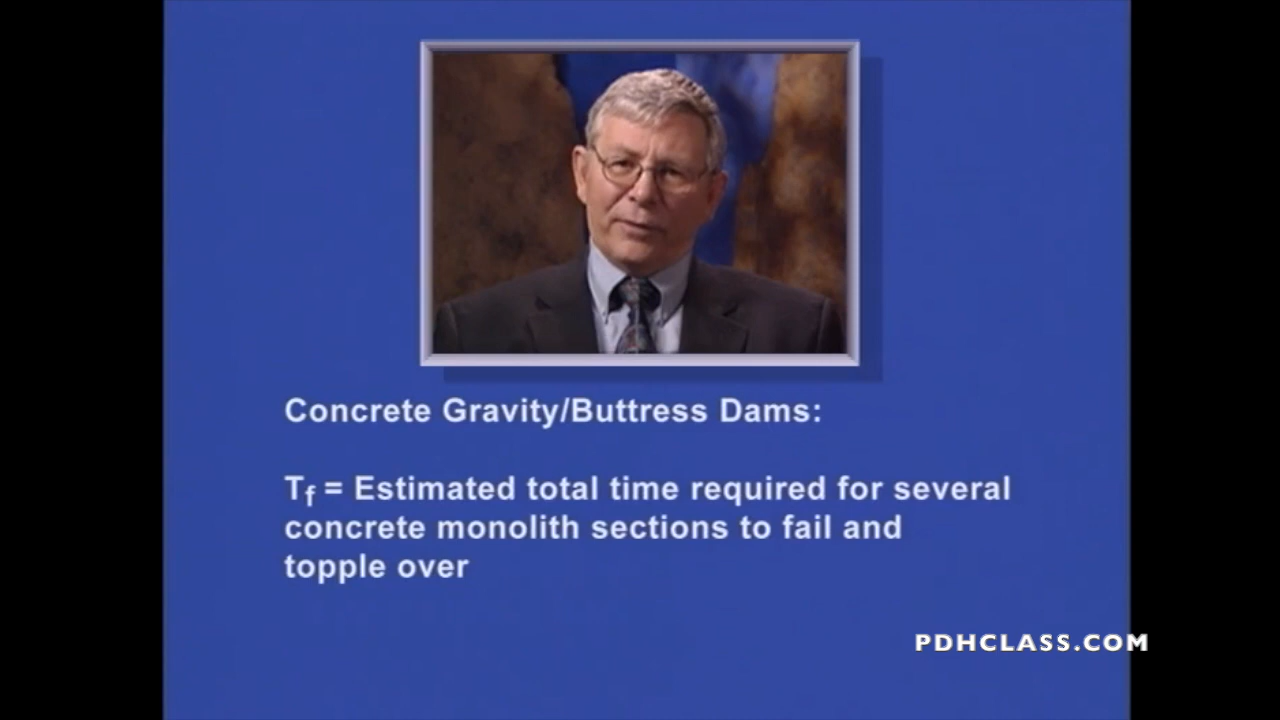 Concrete Gravity/Buttress Dams:
Tf = Estimated total time required for several
concrete monolith sections to fail and
topple over
PDHCLASS.COM